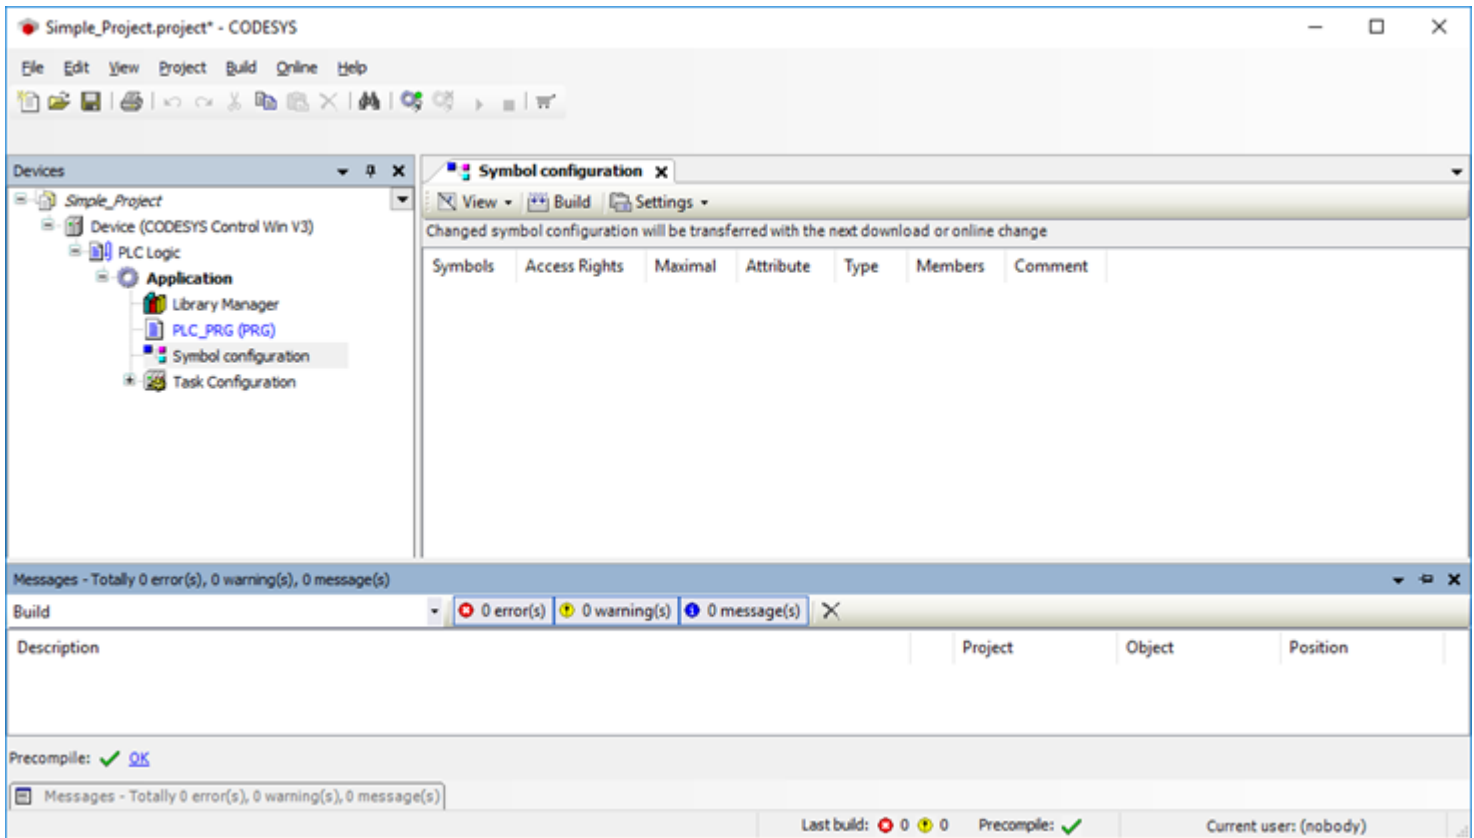 Simple_Project.project* - CODESYS
File Edit View Project Build Online Help
Devices
Simple_Project
Device (CODESYS Control Win V3)
PLC Logic
Application
Library Manager
PLC_PRG (PRG)
Symbol configuration
Task Configuration
Symbol configuration
View Build Settings
Changed symbol configuration will be transferred with the next download or online change
Symbols Access Rights Maximal Attribute Type Members Comment
Messages - Totally 0 error(s), 0 warning(s), 0 message(s)
Build 0 error(s) 0 warning(s) 0 message(s)
Description Project Object Position
Precompile: OK
Messages - Totally 0 error(s), 0 warning(s), 0 message(s)
Last build: 0 0 Precompile: Current user: (nobody)